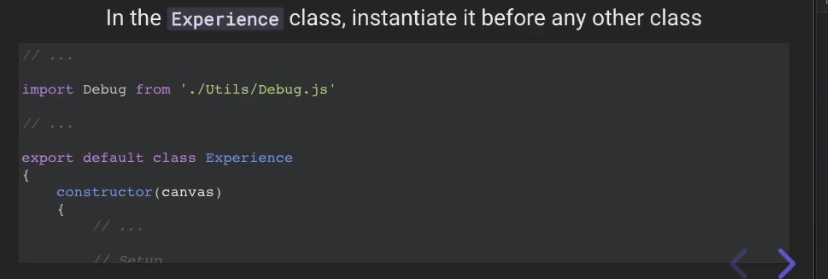 In the Experience class, instantiate it before any other class
// ...
import Debug from './Utils/Debug.js'
// ...
export default class Experience
{
constructor(canvas)
{
// ...
// Setup